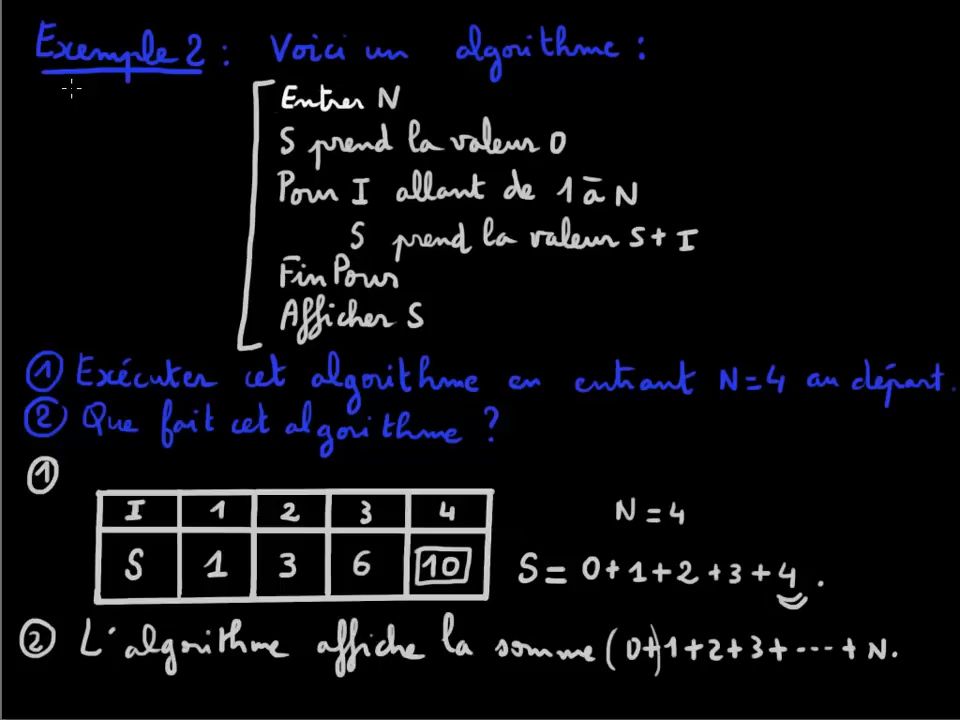 Exemple 2 : Voici un algorithme :
Entrer N
S prend la valeur 0
Pour I allant de 1 à N
S prend la valeur S + I
Fin Pour
Afficher S
① Exécuter cet algorithme en entrant N = 4 au départ.
② Que fait cet algorithme ?
①
I 1 2 3 4
S 1 3 6 10
N = 4
S = 0 + 1 + 2 + 3 + 4 .
② L'algorithme affiche la somme (0+)1+2+3+ ---- + N.